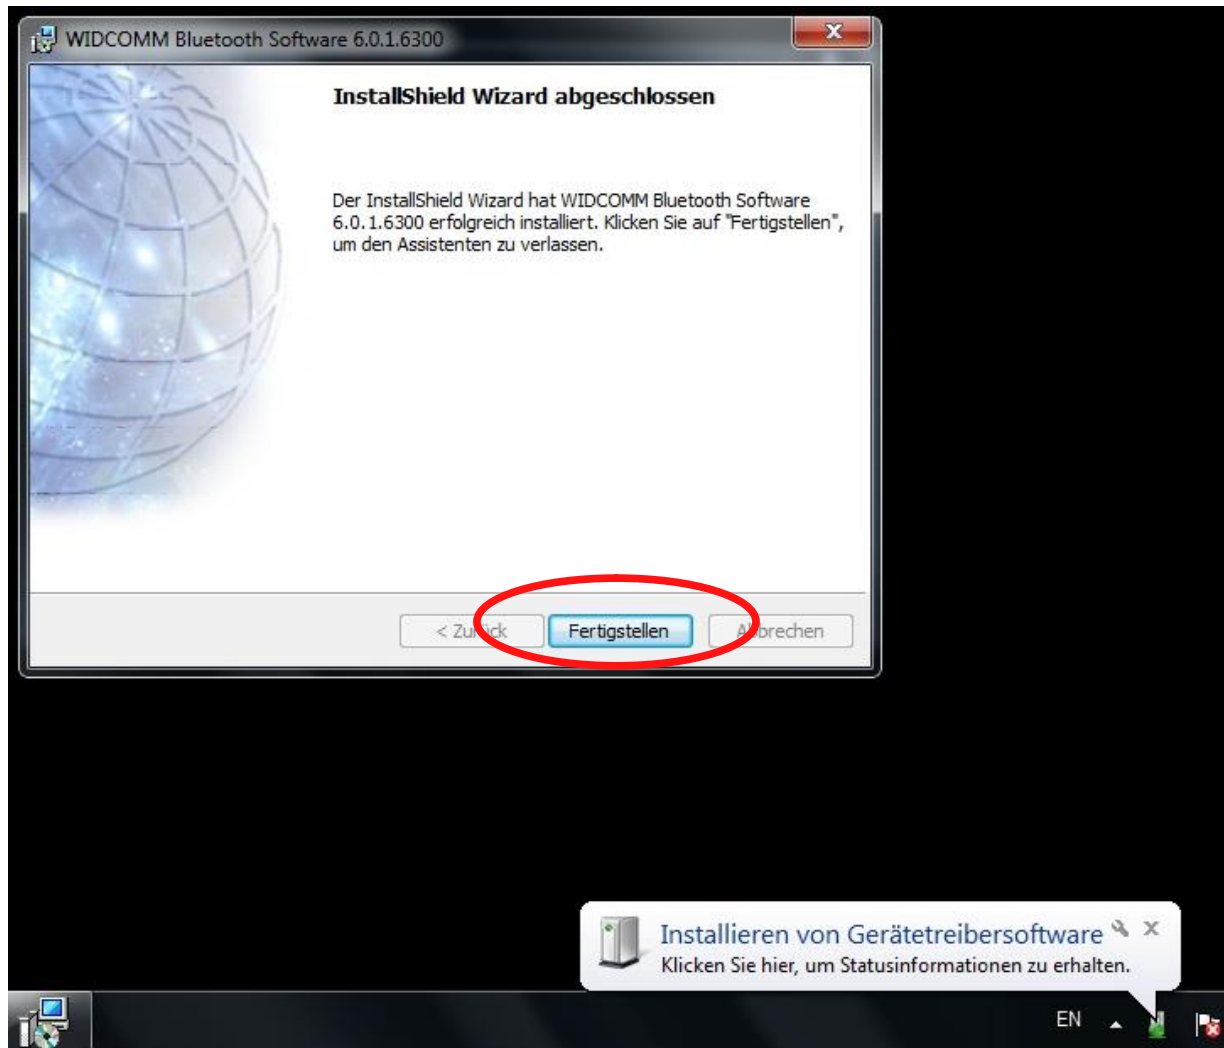 WIDCOMM Bluetooth Software 6.0.1.6300
InstallShield Wizard abgeschlossen
Der InstallShield Wizard hat WIDCOMM Bluetooth Software
6.0.1.6300 erfolgreich installiert. Klicken Sie auf "Fertigstellen",
um den Assistenten zu verlassen.
< Zurück Fertigstellen Abbrechen
Installieren von Gerätetreibersoftware
Klicken Sie hier, um Statusinformationen zu erhalten.
EN